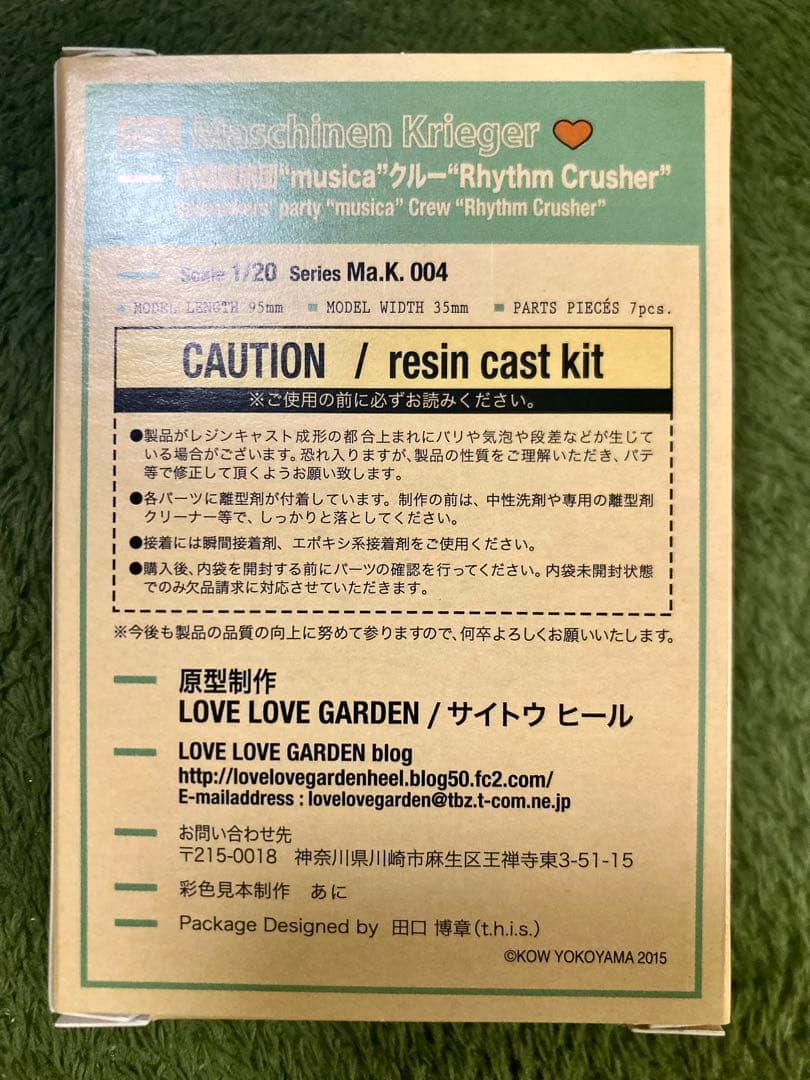 Maschinen Krieger
“musica”クルー“Rhythm Crusher”
party “musica” Crew “Rhythm Crusher”
Scale 1/20 Series Ma.K. 004
MODEL LENGTH 95mm ■ MODEL WIDTH 35mm ■ PARTS PIECÉS 7pcs.
CAUTION / resin cast kit
※ご使用の前に必ずお読みください。
●製品がレジンキャスト成形の都合上まれにバリや気泡や段差などが生じて
いる場合がございます。恐れ入りますが、製品の性質をご理解いただき、パテ
等で修正して頂くようお願い致します。
●各パーツに離型剤が付着しています。制作の前は、中性洗剤や専用の離型剤
クリーナー等で、しっかりと落としてください。
●接着には瞬間接着剤、エポキシ系接着剤をご使用ください。
●購入後、内袋を開封する前にパーツの確認を行ってください。内袋未開封状態
でのみ欠品請求に対応させていただきます。
※今後も製品の品質の向上に努めて参りますので、何卒よろしくお願いいたします。
原型制作
LOVE LOVE GARDEN / サイトウ ヒール
LOVE LOVE GARDEN blog
http://lovelovegardenheel.blog50.fc2.com/
E-mailaddress : lovelovegarden@tbz.t-com.ne.jp
お問い合わせ先
〒215-0018 神奈川県川崎市麻生区王禅寺東3-51-15
彩色見本制作 あに
Package Designed by 田口 博章(t.h.i.s.)
©KOW YOKOYAMA 2015